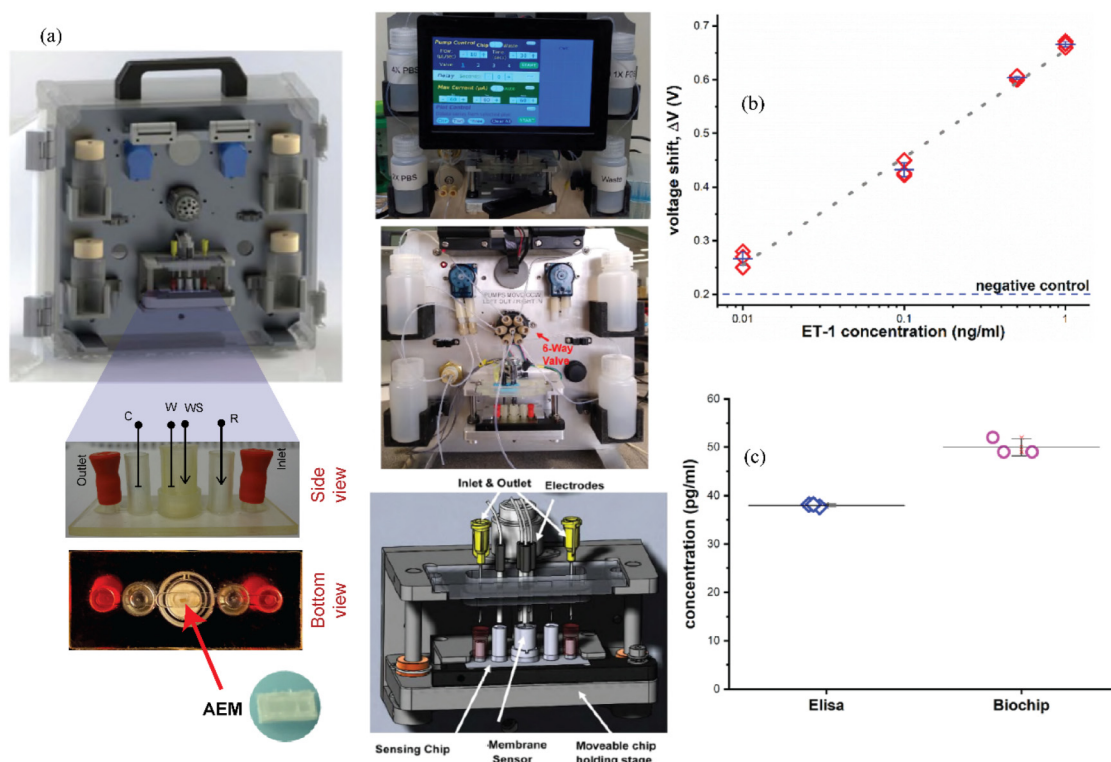 (a)
C
W
WS
R
Outlet
Inlet
Side
view
Bottom
view
AEM
Pump Control
4X PBS
1X PBS
Waste
6-Way
Valve
Inlet & Outlet
Electrodes
Sensing Chip
Membrane
Sensor
Moveable chip
holding stage
(b)
voltage shift, ΔV (V)
0.7
0.6
0.5
0.4
0.3
0.2
negative control
0.01
0.1
1
ET-1 concentration (ng/ml)
(c)
concentration (pg/ml)
60
50
40
30
20
10
0
Elisa
Biochip